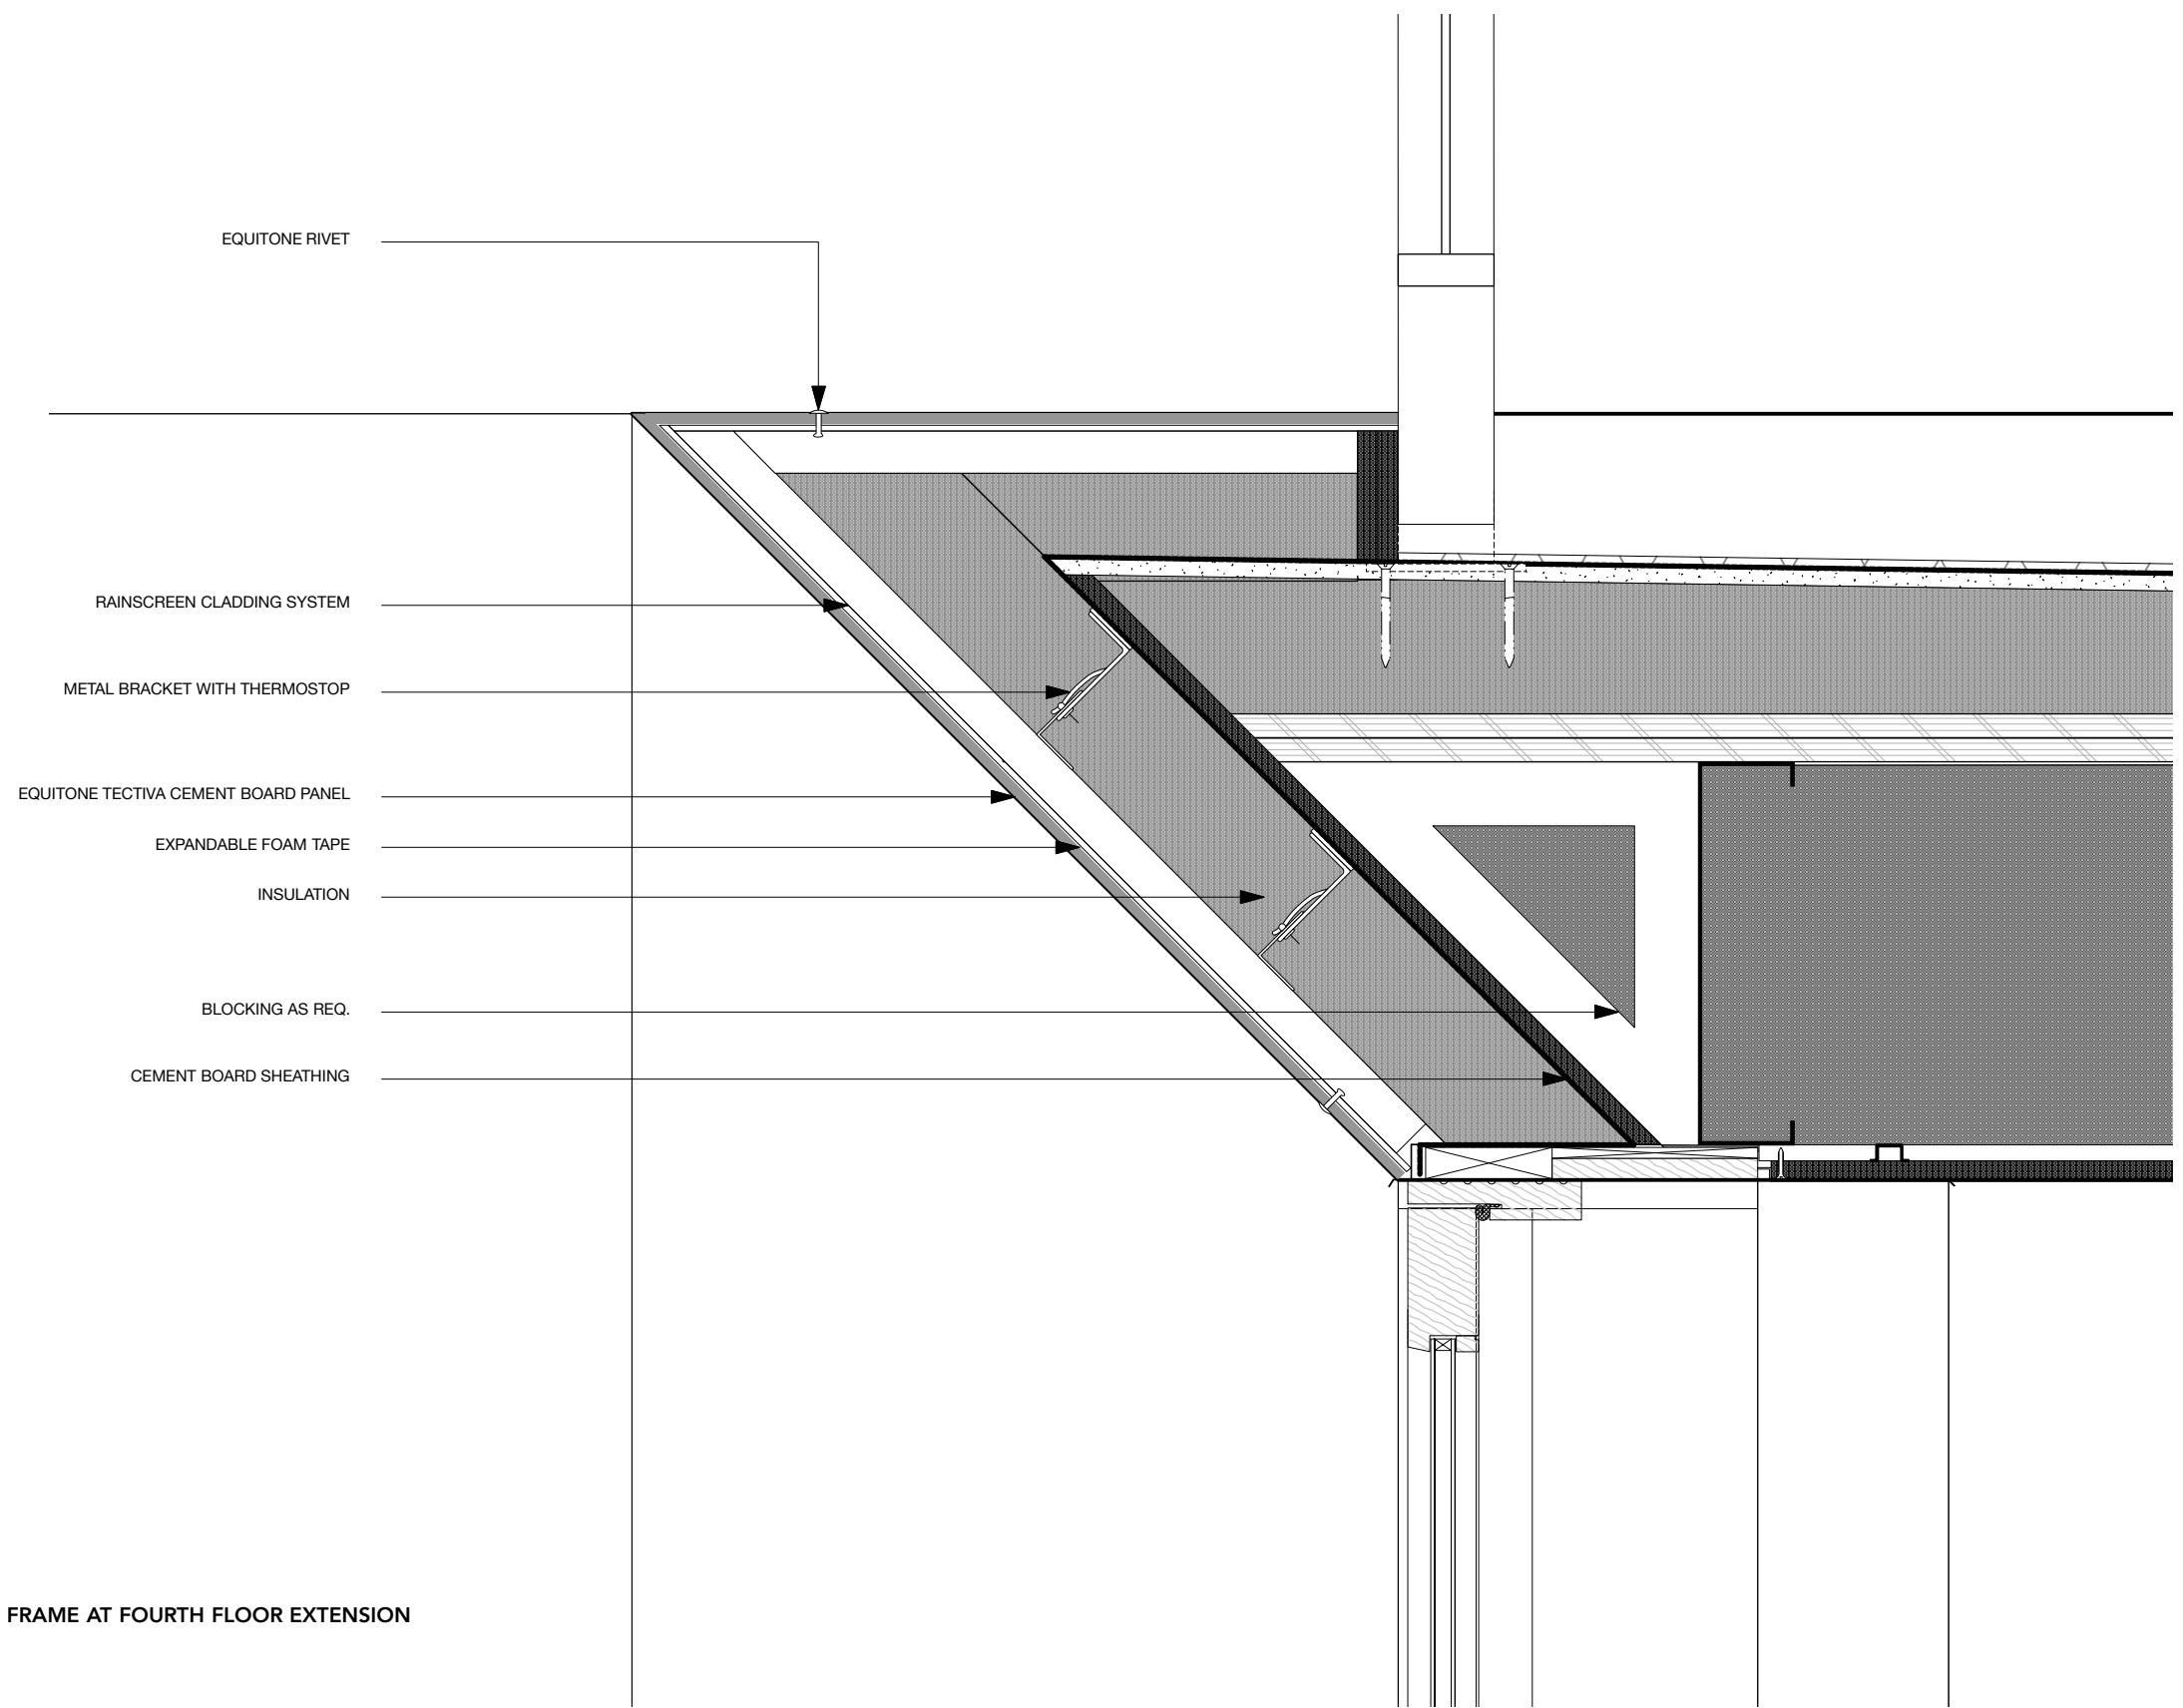 EQUITONE RIVET
RAINSCREEN CLADDING SYSTEM
METAL BRACKET WITH THERMOSTOP
EQUITONE TECTIVA CEMENT BOARD PANEL
EXPANDABLE FOAM TAPE
INSULATION
BLOCKING AS REQ.
CEMENT BOARD SHEATHING
FRAME AT FOURTH FLOOR EXTENSION